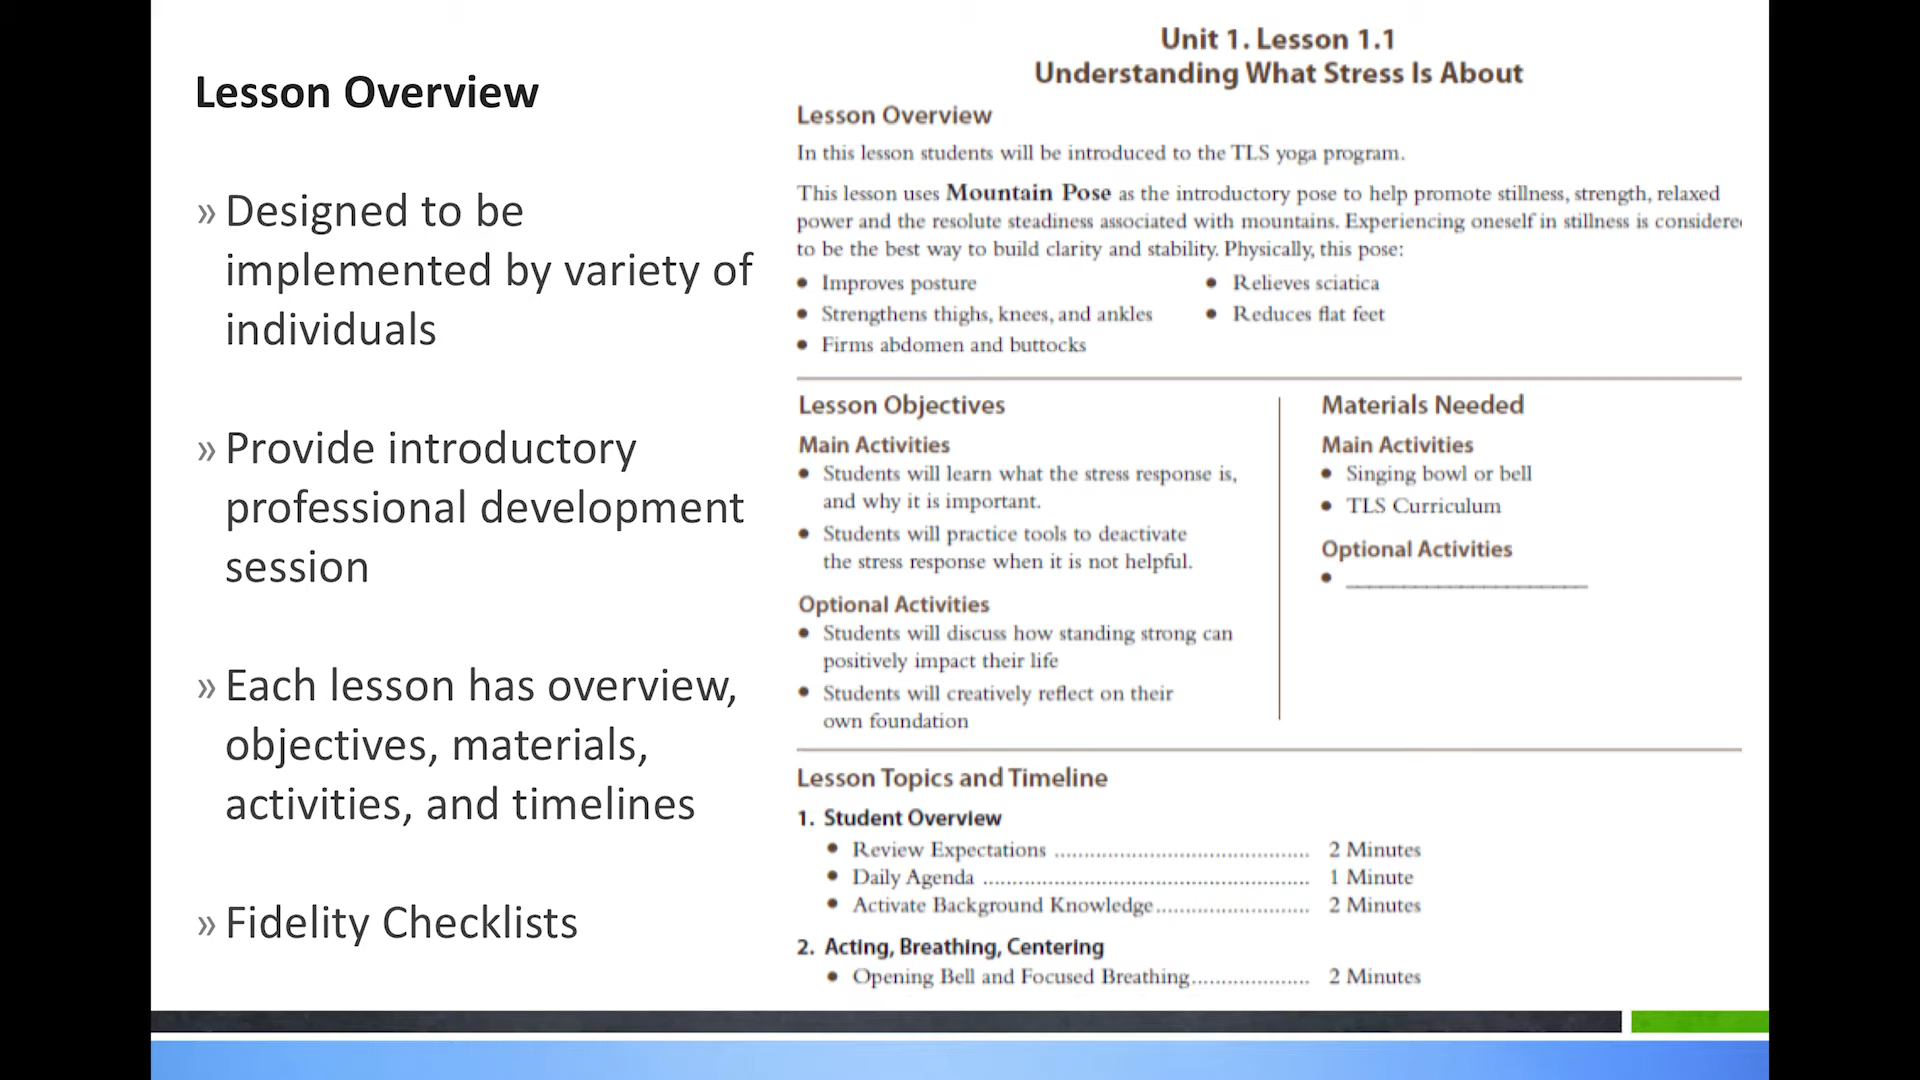 Lesson Overview
» Designed to be
implemented by variety of
individuals
» Provide introductory
professional development
session
» Each lesson has overview,
objectives, materials,
activities, and timelines
» Fidelity Checklists
Unit 1. Lesson 1.1
Understanding What Stress Is About
Lesson Overview
In this lesson students will be introduced to the TLS yoga program.
This lesson uses Mountain Pose as the introductory pose to help promote stillness, strength, relaxed
power and the resolute steadiness associated with mountains. Experiencing oneself in stillness is considere
to be the best way to build clarity and stability. Physically, this pose:
• Improves posture
• Strengthens thighs, knees, and ankles
• Firms abdomen and buttocks
• Relieves sciatica
• Reduces flat feet
Lesson Objectives
Main Activities
• Students will learn what the stress response is,
and why it is important.
• Students will practice tools to deactivate
the stress response when it is not helpful.
Optional Activities
• Students will discuss how standing strong can
positively impact their life
• Students will creatively reflect on their
own foundation
Materials Needed
Main Activities
• Singing bowl or bell
• TLS Curriculum
Optional Activities
• ______________________
Lesson Topics and Timeline
1. Student Overview
• Review Expectations ........................................... 2 Minutes
• Daily Agenda ....................................................... 1 Minute
• Activate Background Knowledge.......................... 2 Minutes
2. Acting, Breathing, Centering
• Opening Bell and Focused Breathing.................... 2 Minutes